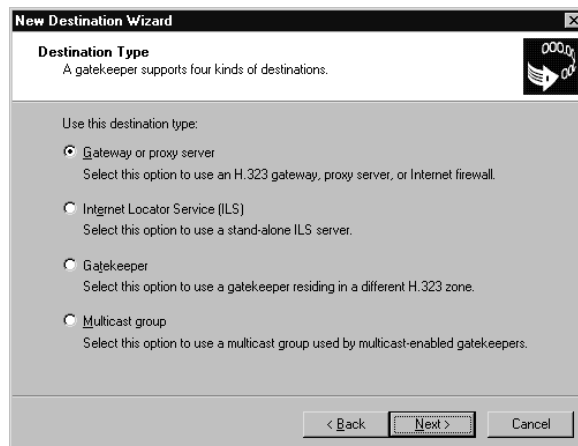 New Destination Wizard
Destination Type
A gatekeeper supports four kinds of destinations.
Use this destination type:
Gateway or proxy server
Select this option to use an H.323 gateway, proxy server, or Internet firewall.
Internet Locator Service (ILS)
Select this option to use a stand-alone ILS server.
Gatekeeper
Select this option to use a gatekeeper residing in a different H.323 zone.
Multicast group
Select this option to use a multicast group used by multicast-enabled gatekeepers.
< Back Next > Cancel